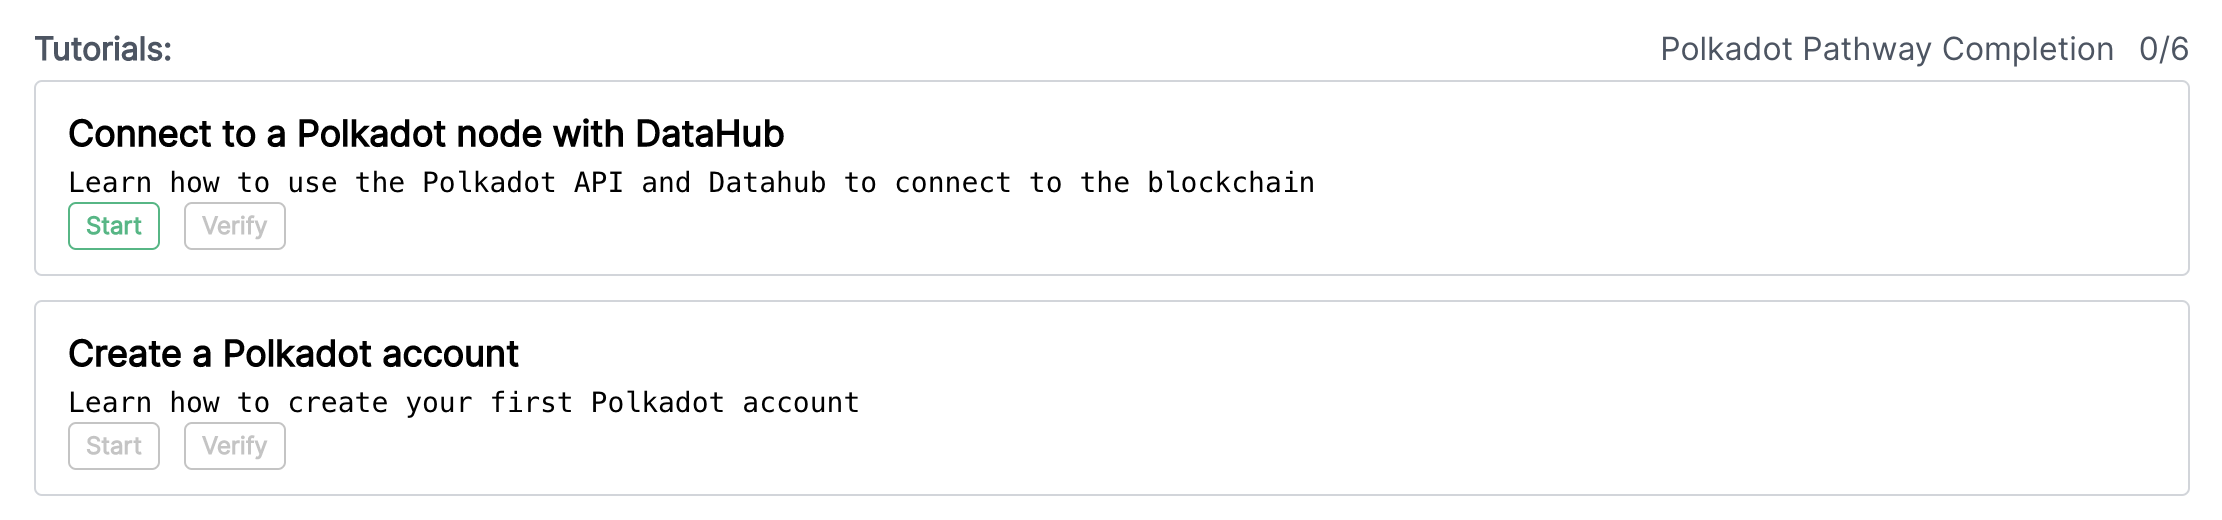 Tutorials:
Polkadot Pathway Completion 0/6
Connect to a Polkadot node with DataHub
Learn how to use the Polkadot API and Datahub to connect to the blockchain
Start Verify
Create a Polkadot account
Learn how to create your first Polkadot account
Start Verify